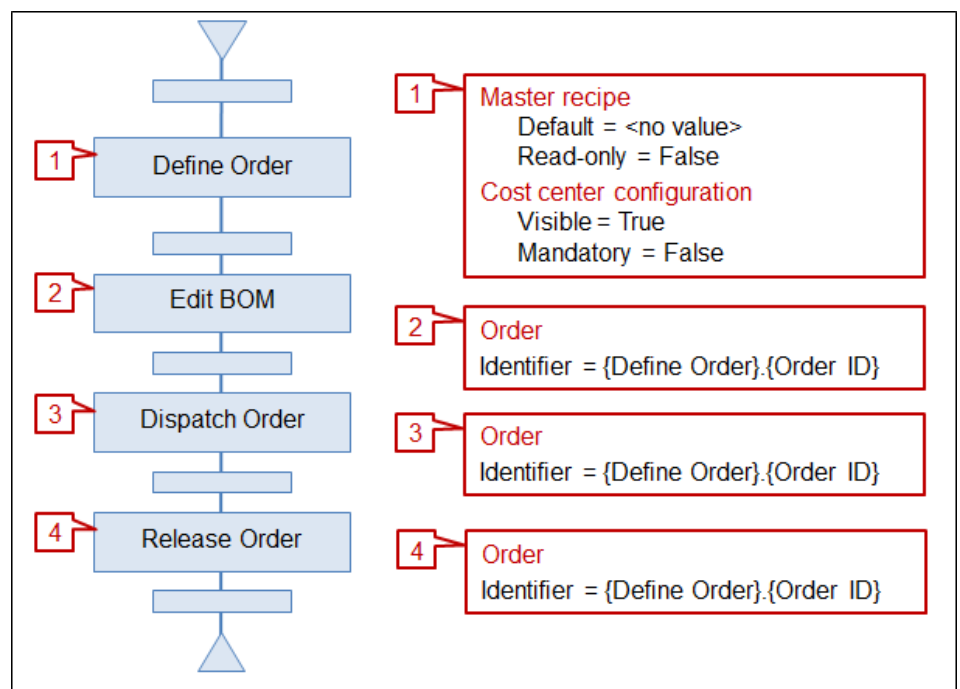 1
Define Order
2
Edit BOM
3
Dispatch Order
4
Release Order
1
Master recipe
Default = <no value>
Read-only = False
Cost center configuration
Visible = True
Mandatory = False
2
Order
Identifier = {Define Order}.{Order ID}
3
Order
Identifier = {Define Order}.{Order ID}
4
Order
Identifier = {Define Order}.{Order ID}